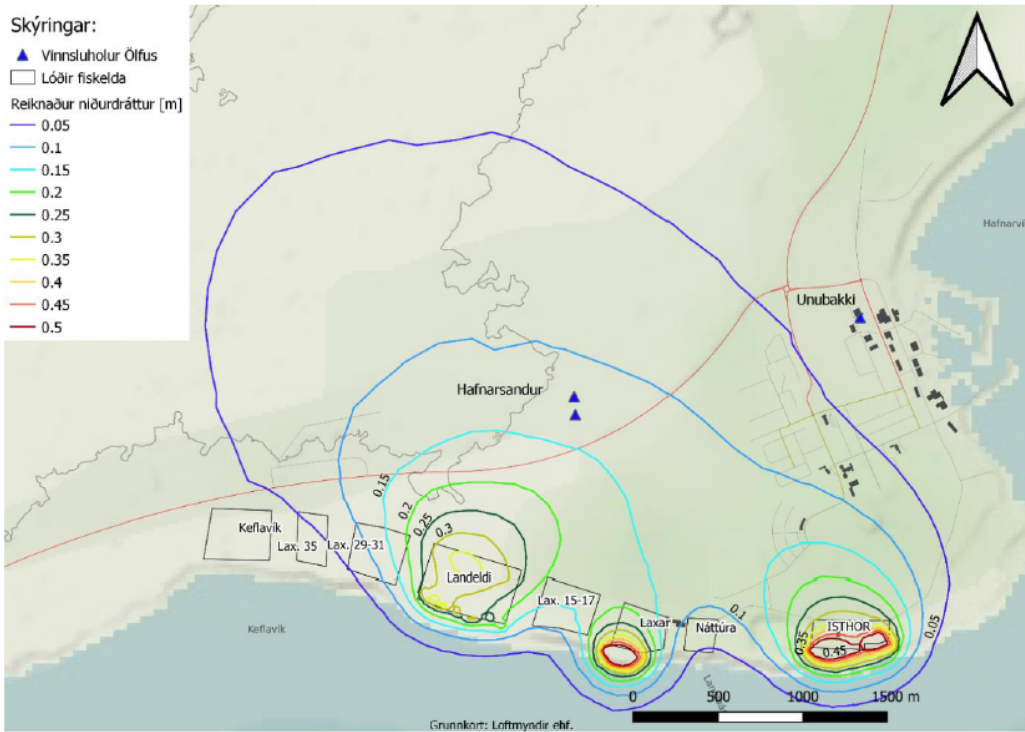 Skýringar:
Vinnsluholur Ölfus
Lóðir fiskelda
Reiknaður niðurdráttur [m]
0.05
0.1
0.15
0.2
0.25
0.3
0.35
0.4
0.45
0.5
Hafnarvík
Unubakki
Hafnarsandur
0.15
0.2
0.25
0.3
Keflavík
Lax. 35
Lax. 29-31
Landeldi
Lax. 15-17
Laxar
Náttúra
0.1
ISTHOR
0.05
0.35
0.45
Keflavík
0 500 1000 1500 m
Grunnkort: Loftmyndir ehf.